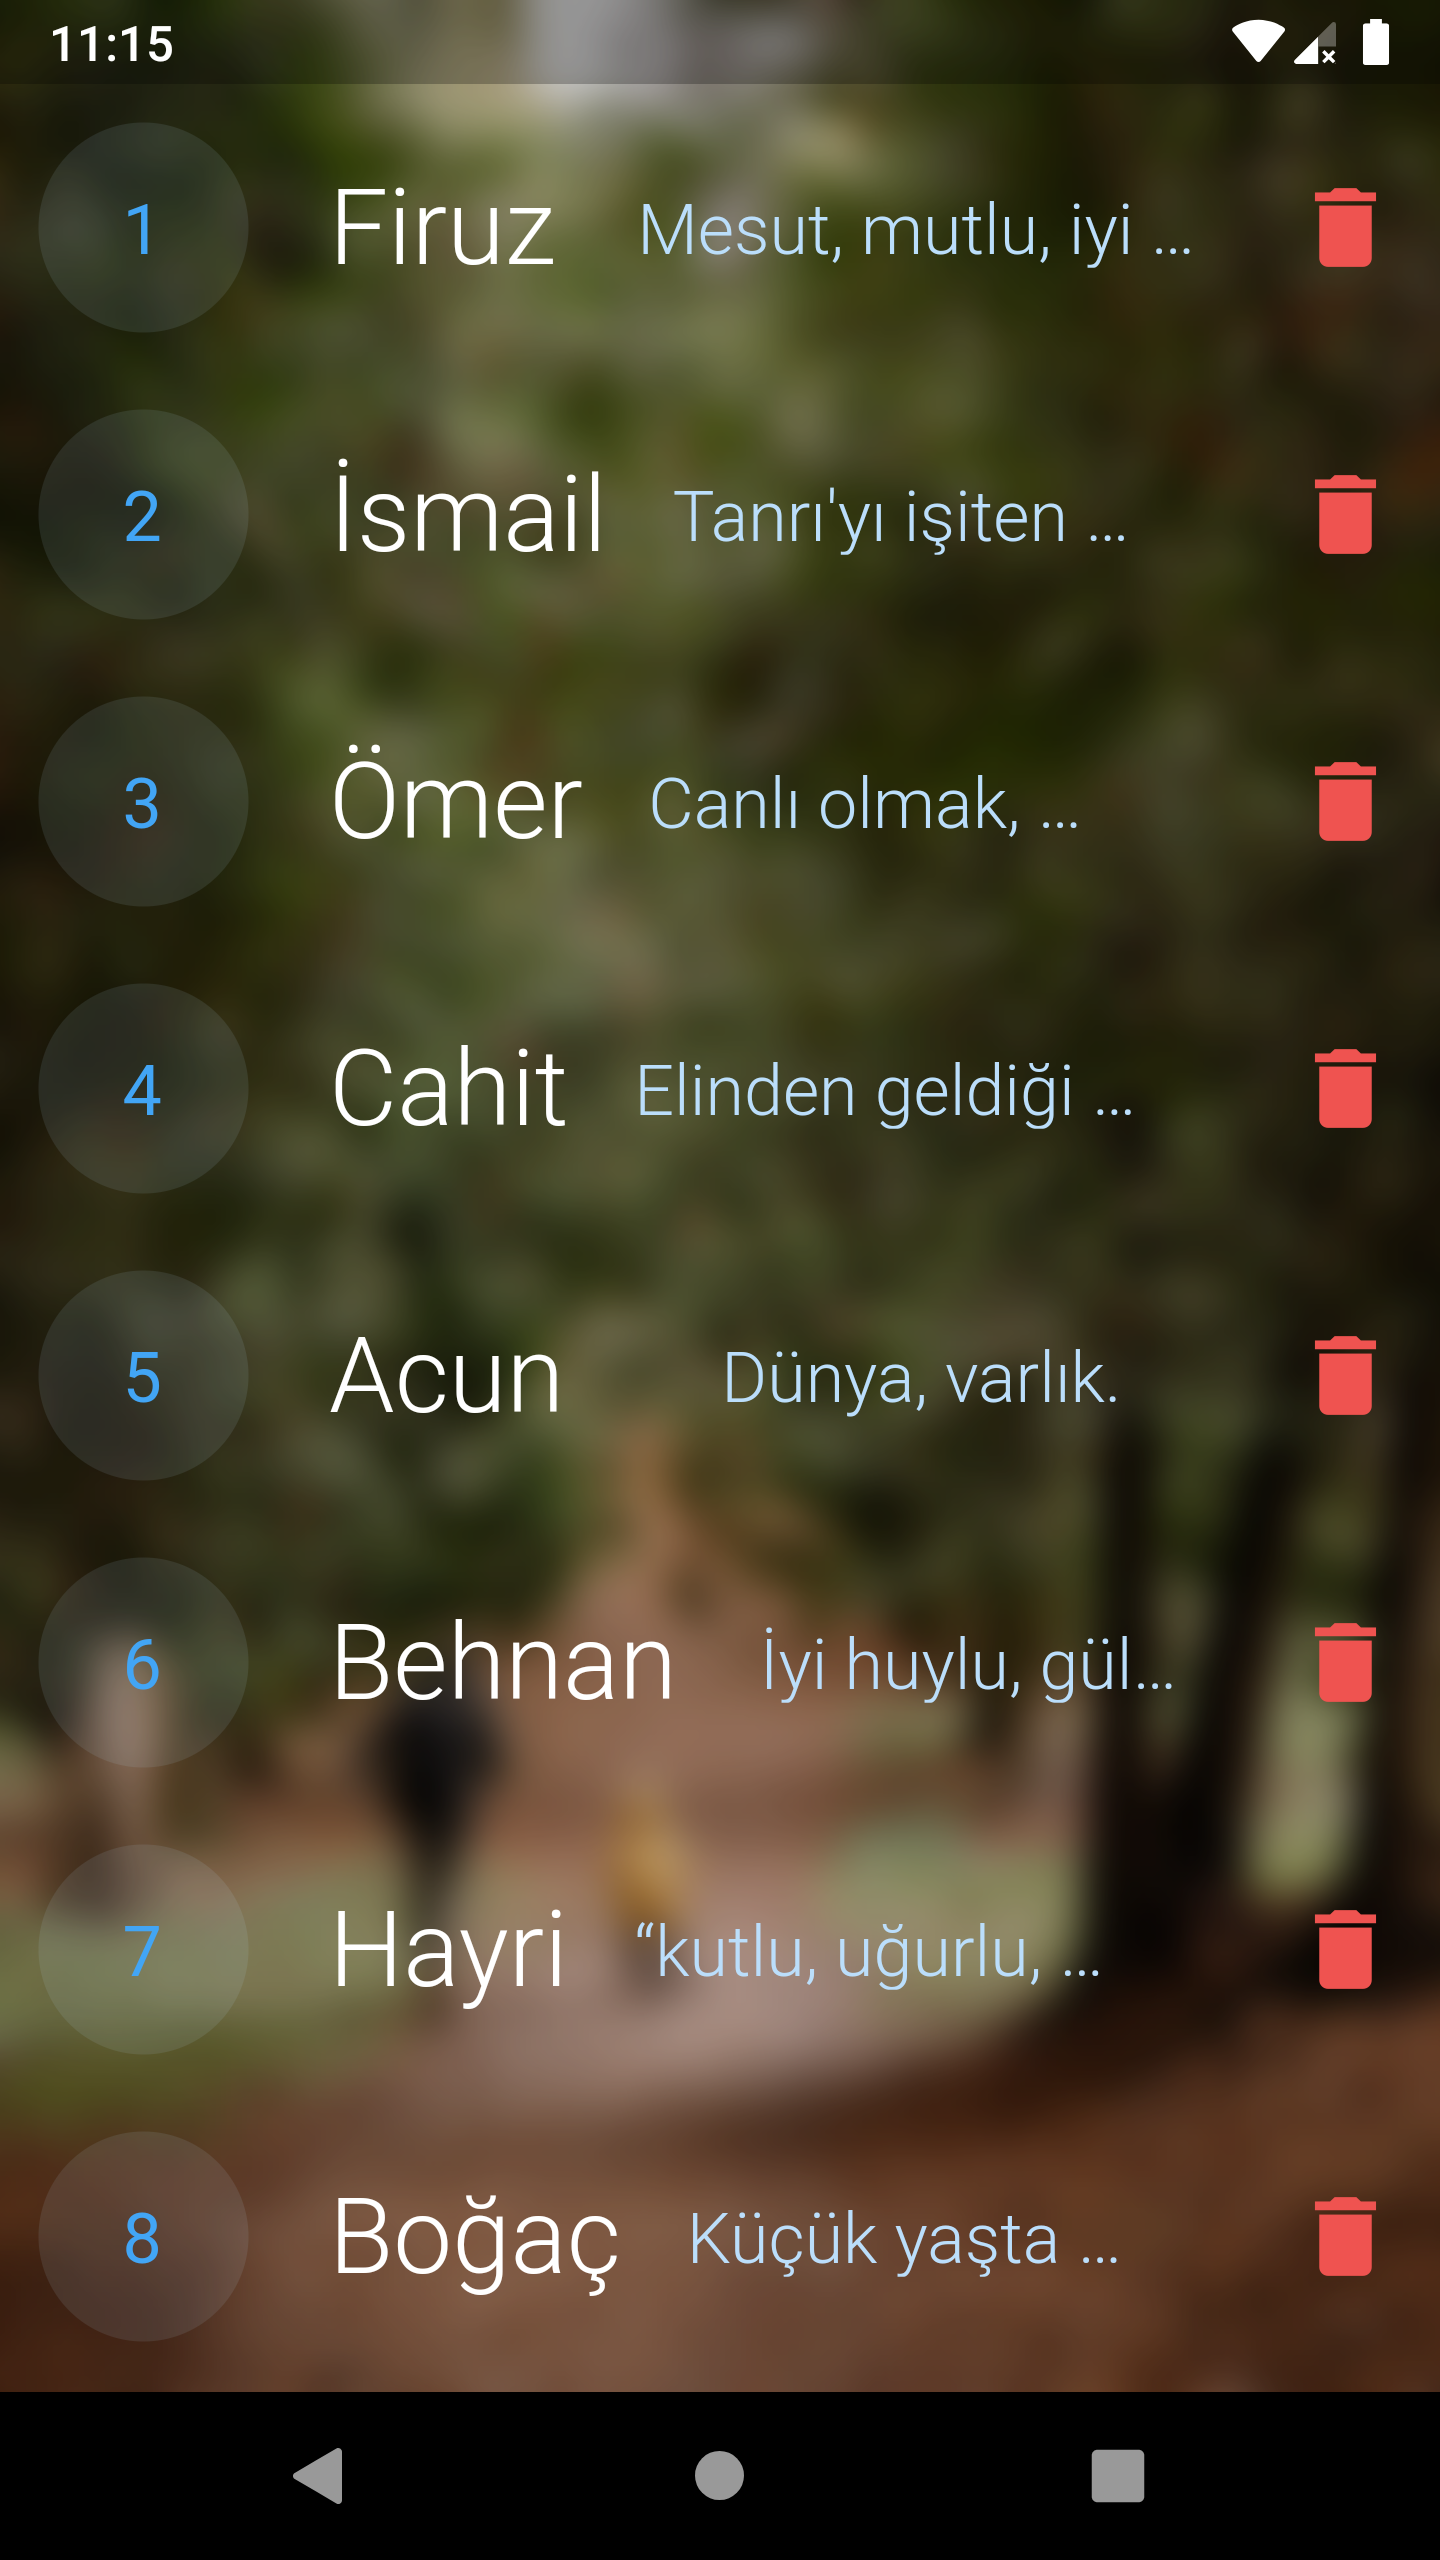 11:15
1 Firuz Mesut, mutlu, iyi ...
2 İsmail Tanrı'yı işiten ...
3 Ömer Canlı olmak, ...
4 Cahit Elinden geldiği ...
5 Acun Dünya, varlık.
6 Behnan İyi huylu, gül...
7 Hayri “kutlu, uğurlu, ...
8 Boğaç Küçük yaşta ...